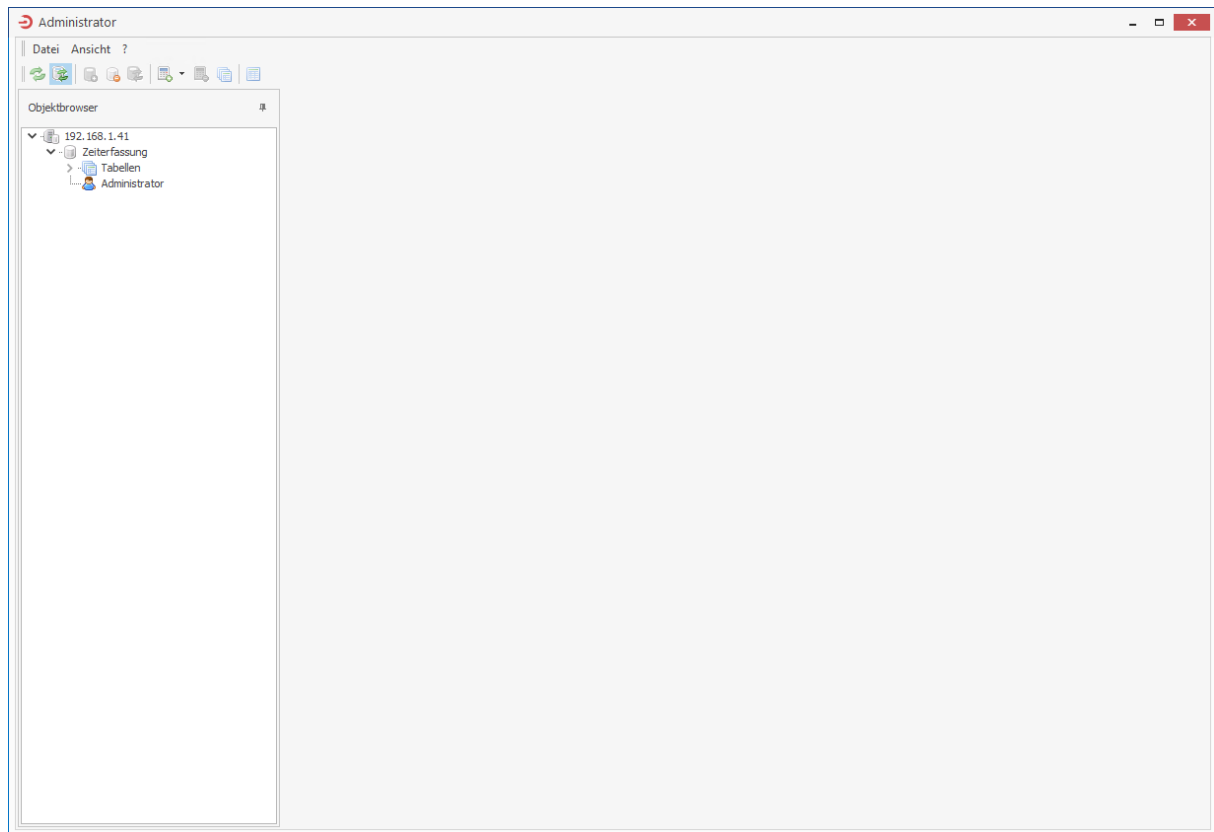 Administrator
Datei Ansicht ?
Objektbrowser
192.168.1.41
Zeiterfassung
Tabellen
Administrator